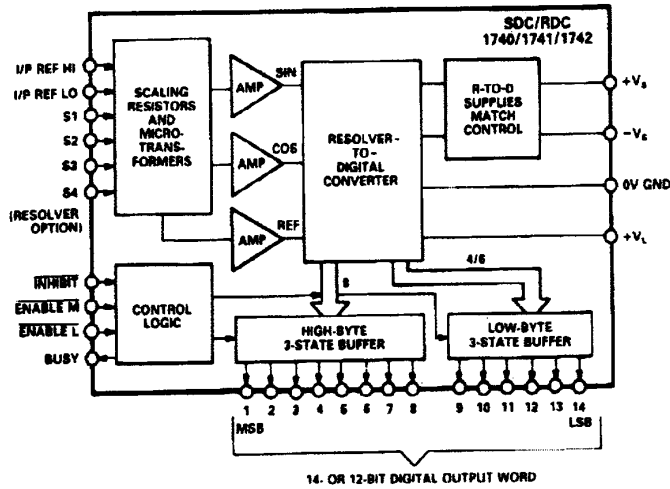 SDC/RDC
1740/1741/1742
I/P REF HI
I/P REF LO
S1
S2
S3
S4
(RESOLVER
OPTION)
SCALING
RESISTORS
AND
MICRO-
TRANS-
FORMERS
AMP
SIN
AMP
COS
AMP
REF
RESOLVER-
TO-
DIGITAL
CONVERTER
R-TO-D
SUPPLIES
MATCH
CONTROL
+VS
-VS
0V GND
+VL
INHIBIT
ENABLE M
ENABLE L
BUSY
CONTROL
LOGIC
8
4/6
HIGH-BYTE
3-STATE BUFFER
LOW-BYTE
3-STATE BUFFER
1 2 3 4 5 6 7 8 9 10 11 12 13 14
MSB LSB
14- OR 12-BIT DIGITAL OUTPUT WORD